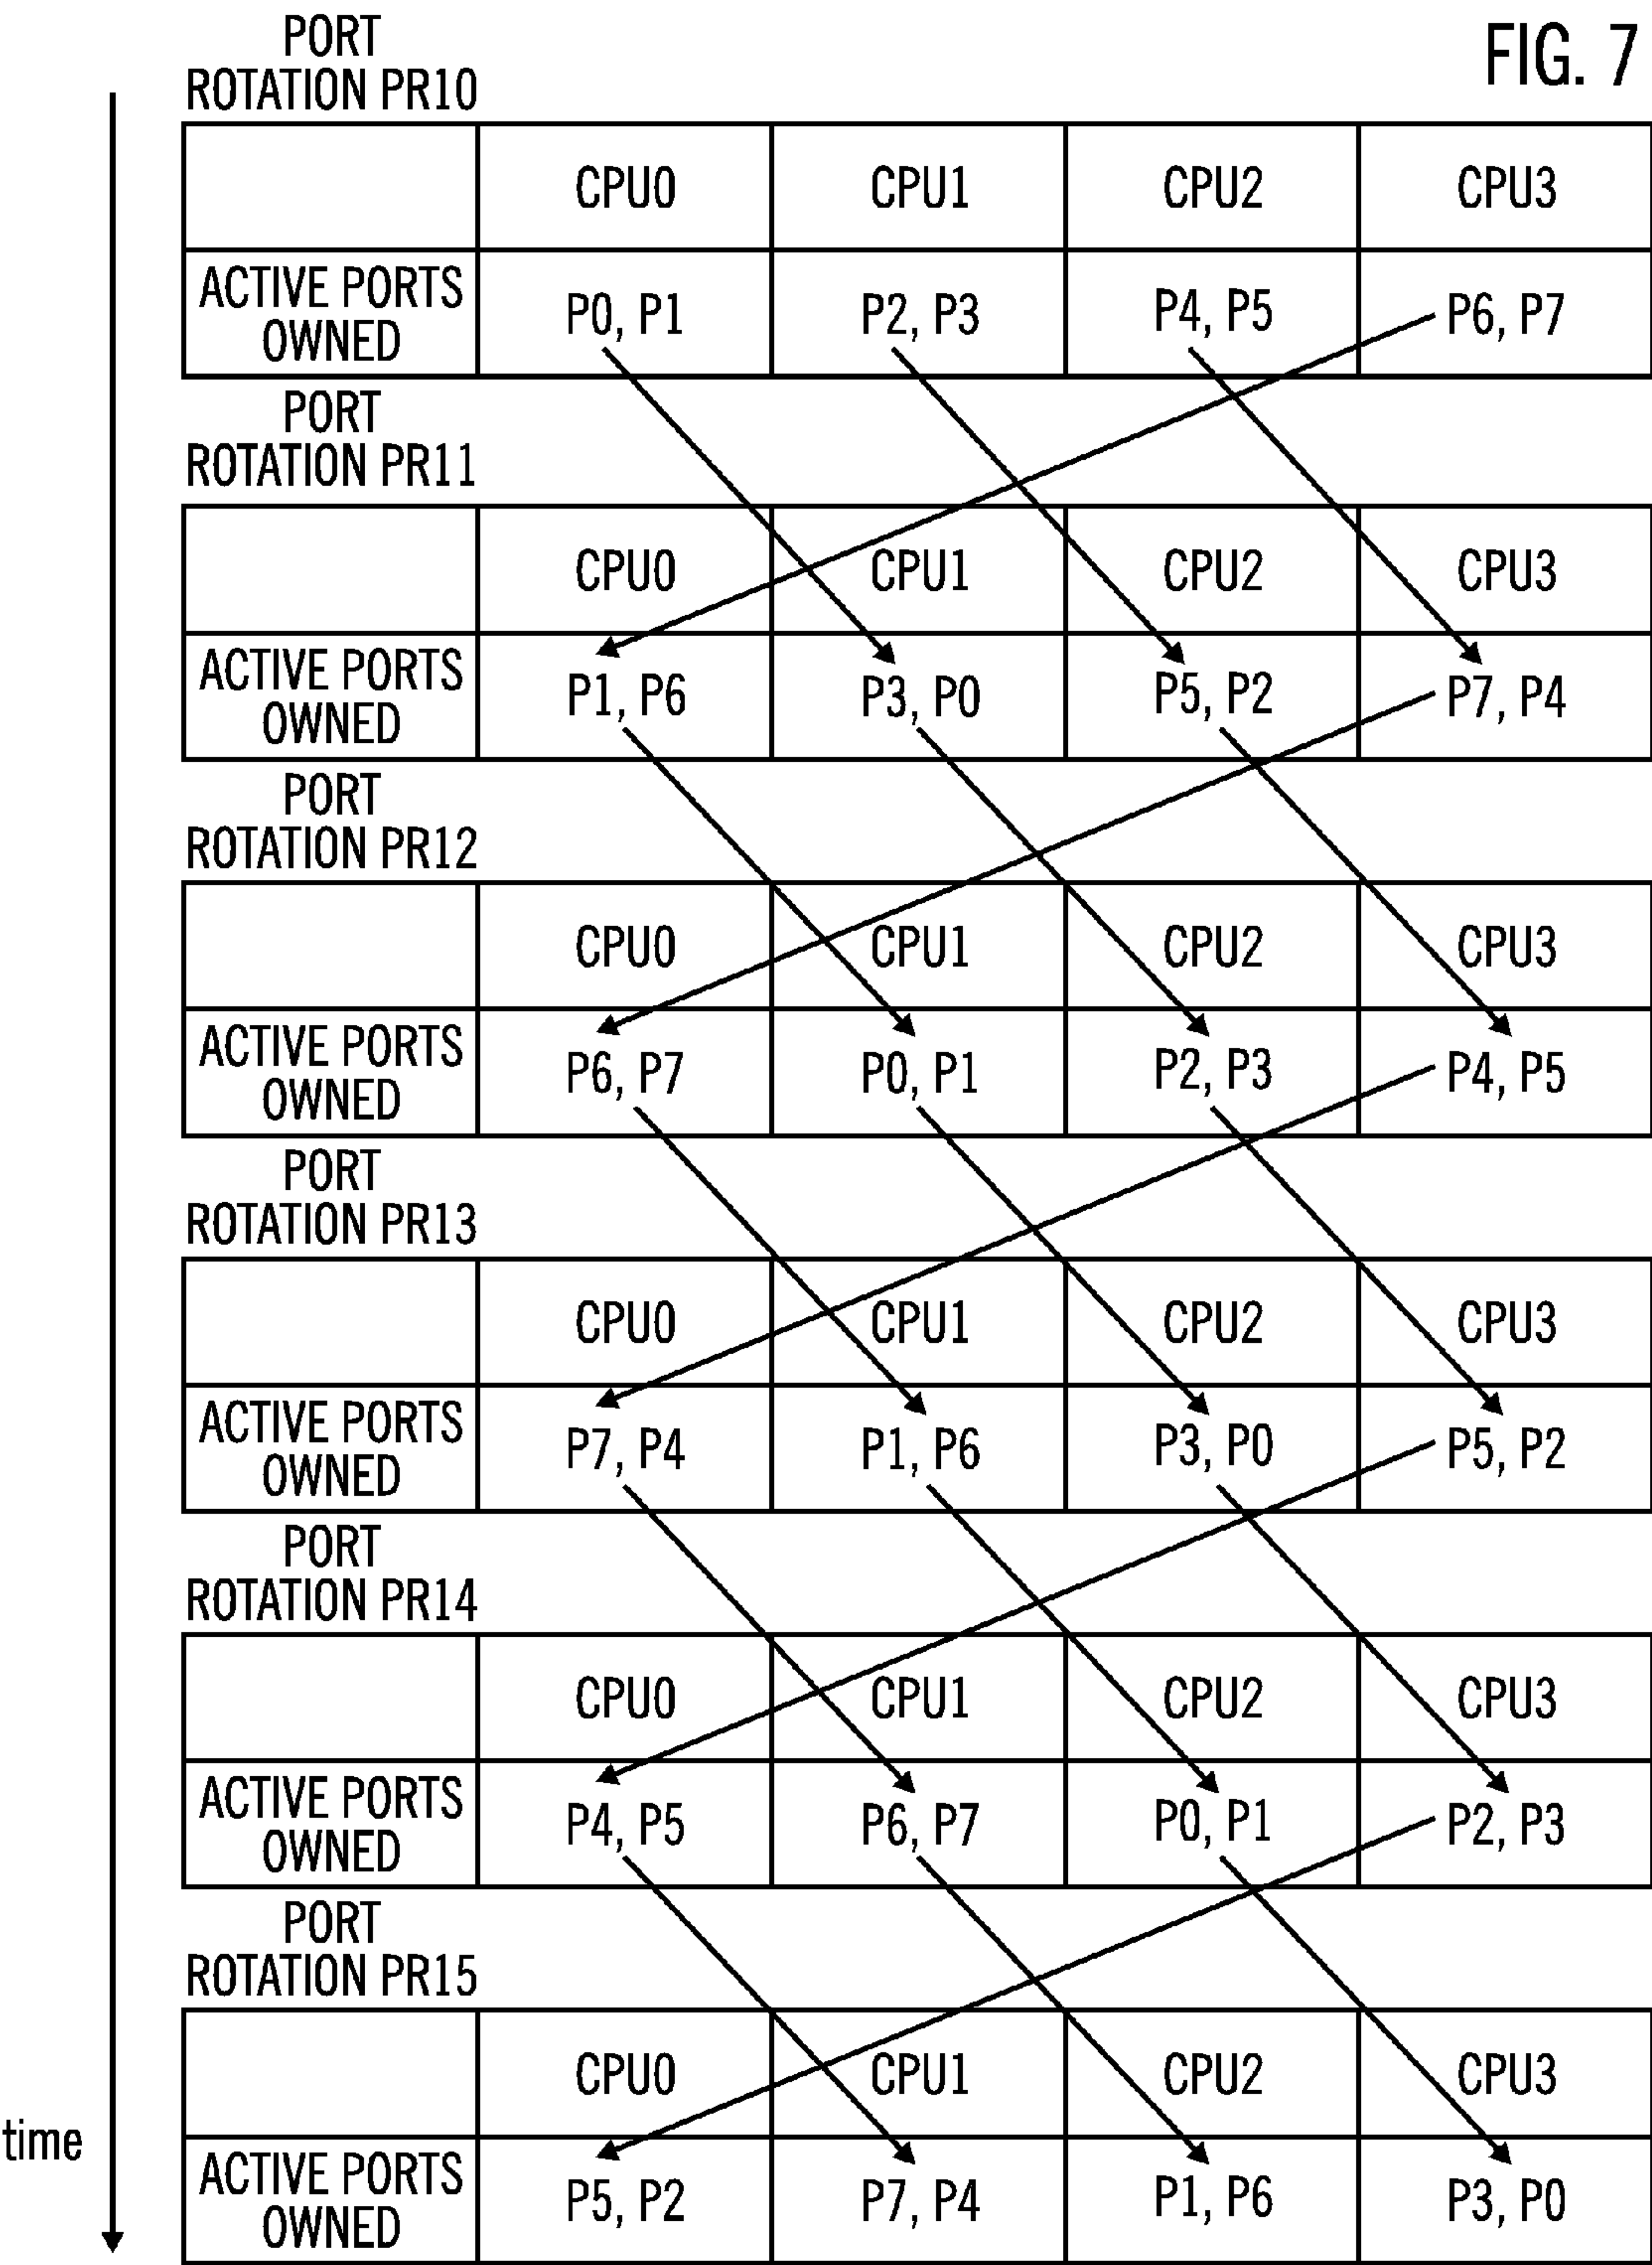 FIG. 7
PORT
ROTATION PR10
CPU0 CPU1 CPU2 CPU3
ACTIVE PORTS
OWNED
P0, P1 P2, P3 P4, P5 P6, P7
PORT
ROTATION PR11
CPU0 CPU1 CPU2 CPU3
ACTIVE PORTS
OWNED
P1, P6 P3, P0 P5, P2 P7, P4
PORT
ROTATION PR12
CPU0 CPU1 CPU2 CPU3
ACTIVE PORTS
OWNED
P6, P7 P0, P1 P2, P3 P4, P5
PORT
ROTATION PR13
CPU0 CPU1 CPU2 CPU3
ACTIVE PORTS
OWNED
P7, P4 P1, P6 P3, P0 P5, P2
PORT
ROTATION PR14
CPU0 CPU1 CPU2 CPU3
ACTIVE PORTS
OWNED
P4, P5 P6, P7 P0, P1 P2, P3
PORT
ROTATION PR15
CPU0 CPU1 CPU2 CPU3
time
ACTIVE PORTS
OWNED
P5, P2 P7, P4 P1, P6 P3, P0